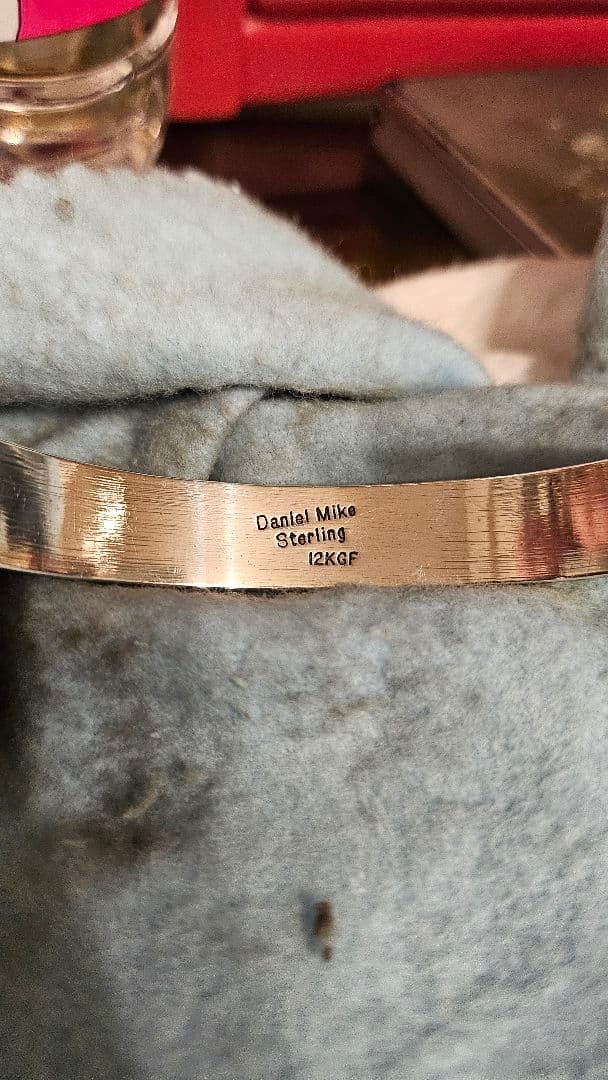 Daniel Mike
Sterling
12KGF